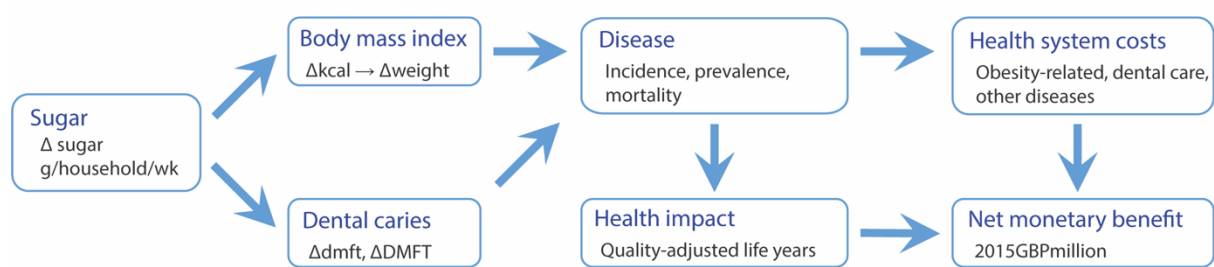 Sugar
Δ sugar
g/household/wk
Body mass index
Δkcal → Δweight
Dental caries
Δdmft, ΔDMFT
Disease
Incidence, prevalence,
mortality
Health impact
Quality-adjusted life years
Health system costs
Obesity-related, dental care,
other diseases
Net monetary benefit
2015GBPmillion